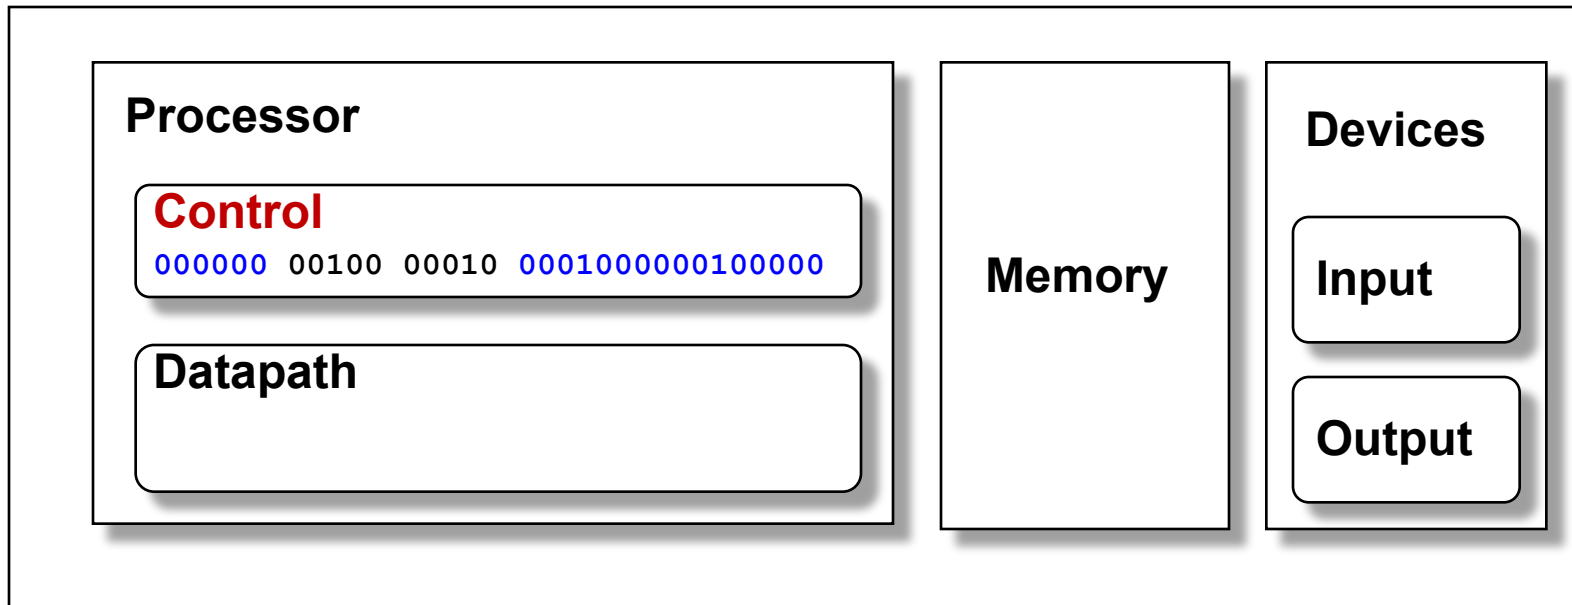 Processor
Control
000000 00100 00010 0001000000100000
Datapath
Memory
Devices
Input
Output